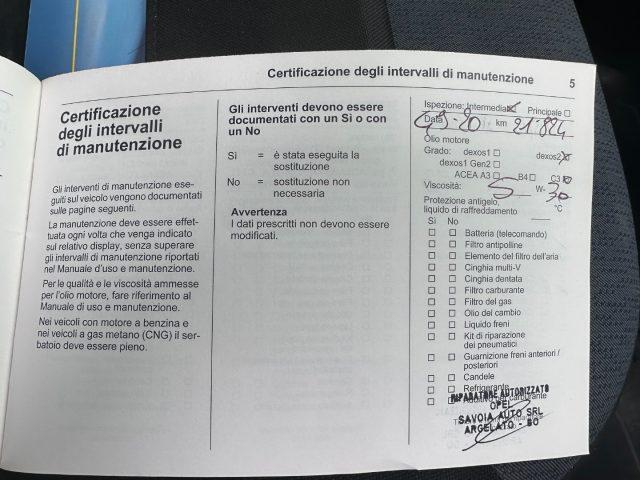 Certificazione degli intervalli di manutenzione 5
Certificazione
degli intervalli
di manutenzione
Gli interventi di manutenzione ese-
guiti sul veicolo vengono documentati
sulle pagine seguenti.
La manutenzione deve essere effet-
tuata ogni volta che venga indicato
sul relativo display, senza superare
gli intervalli di manutenzione riportati
nel Manuale d'uso e manutenzione.
Per le qualità e le viscosità ammesse
per l'olio motore, fare riferimento al
Manuale di uso e manutenzione.
Nei veicoli con motore a benzina e
nei veicoli a gas metano (CNG) il ser-
batoio deve essere pieno.
Gli interventi devono essere
documentati con un Sì o con
un No
Sì = è stata eseguita la
sostituzione
No = sostituzione non
necessaria
Avvertenza
I dati prescritti non devono essere
modificati.
Ispezione: Intermedia Principale
Data km 21.824
Olio motore
Grado: dexos1 dexos2
dexos1 Gen2
ACEA A3 B4 C3
Viscosità: 5 W- 30
Protezione antigelo,
liquido di raffreddamento °C
Sì No
Batteria (telecomando)
Filtro antipolline
Elemento del filtro dell'aria
Cinghia multi-V
Cinghia dentata
Filtro carburante
Filtro del gas
Olio del cambio
Liquido freni
Kit di riparazione
dei pneumatici
Guarnizione freni anteriori /
posteriori
Candele
Refrigerante
RIPARATORE AUTORIZZATO
OPEL
SAVOIA AUTO SRL
ARGELATO - BO